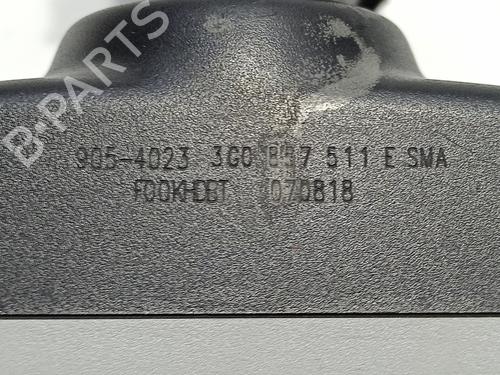 B-PARTS
905-4023 3G0 857 511 E SMA
FOOKHDBT 070818